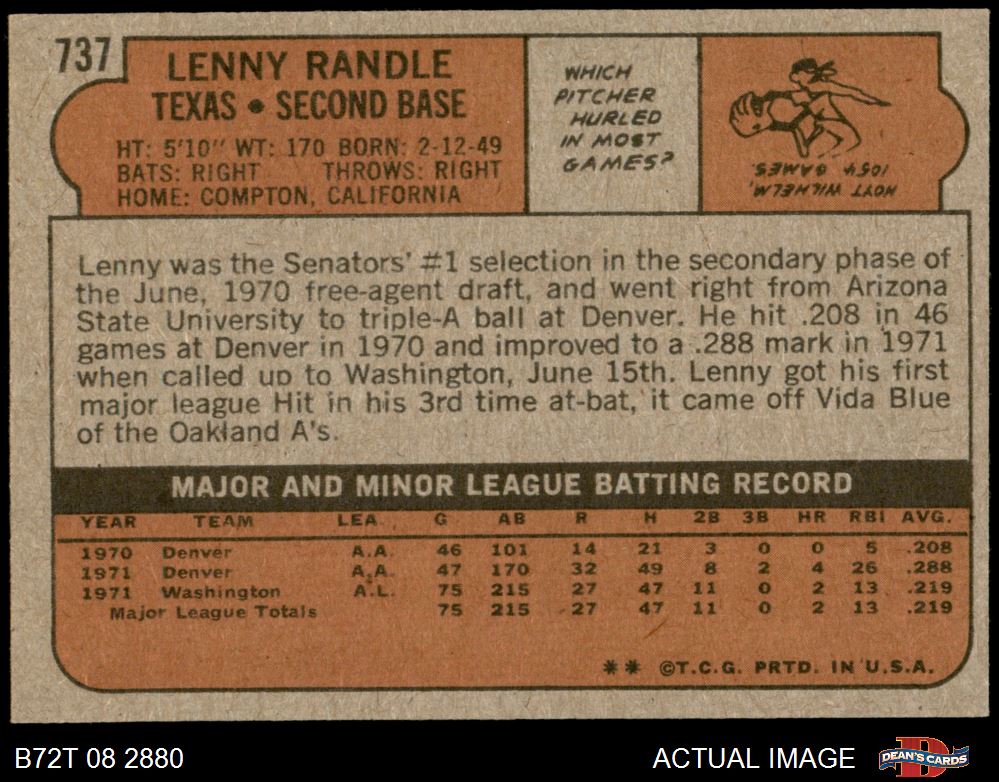 737
LENNY RANDLE
TEXAS • SECOND BASE
HT: 5'10" WT: 170 BORN: 2-12-49
BATS: RIGHT THROWS: RIGHT
HOME: COMPTON, CALIFORNIA
WHICH
PITCHER
HURLED
IN MOST
GAMES?
HOYT WILHELM,
1054 GAMES.
Lenny was the Senators' #1 selection in the secondary phase of
the June, 1970 free-agent draft, and went right from Arizona
State University to triple-A ball at Denver. He hit .208 in 46
games at Denver in 1970 and improved to a .288 mark in 1971
when called up to Washington, June 15th. Lenny got his first
major league Hit in his 3rd time at-bat, it came off Vida Blue
of the Oakland A's.
MAJOR AND MINOR LEAGUE BATTING RECORD
YEAR TEAM LEA. G AB R H 2B 3B HR RBI AVG.
1970 Denver A.A. 46 101 14 21 3 0 0 5 .208
1971 Denver A.A. 47 170 32 49 8 2 4 26 .288
1971 Washington A.L. 75 215 27 47 11 0 2 13 .219
Major League Totals 75 215 27 47 11 0 2 13 .219
** ©T.C.G. PRTD. IN U.S.A.
B72T 08 2880
ACTUAL IMAGE
DEAN'S CARDS